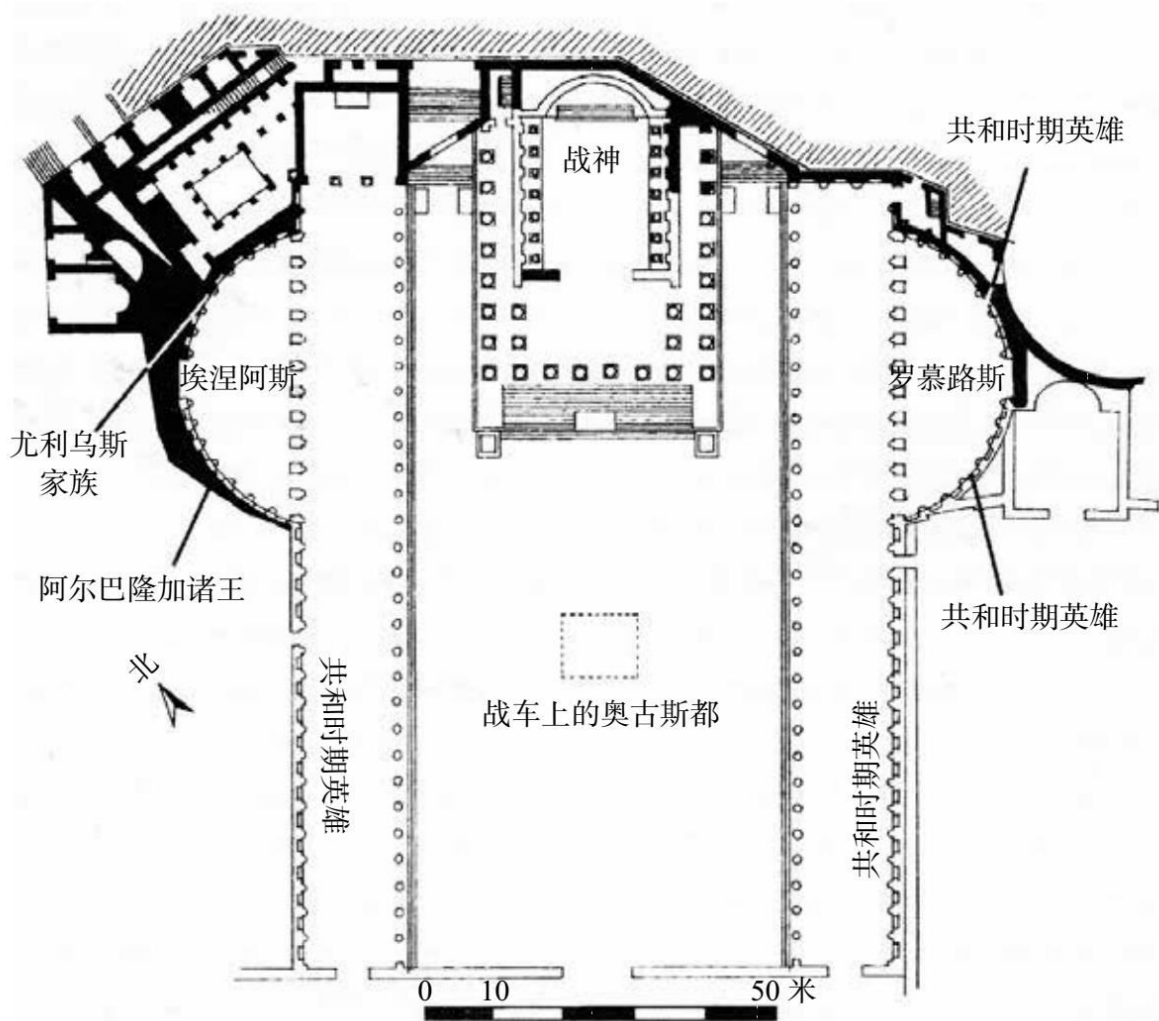 共和时期英雄
战神
埃涅阿斯
罗慕路斯
尤利乌斯
家族
阿尔巴隆加诸王
共和时期英雄
北
共和时期英雄
战车上的奥古斯都
共和时期英雄
0 10 50 米